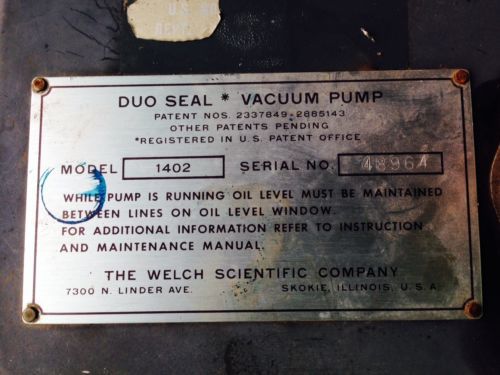 DUO SEAL * VACUUM PUMP
PATENT NOS. 2337849-2885143
OTHER PATENTS PENDING
*REGISTERED IN U.S. PATENT OFFICE
MODEL 1402 SERIAL NO. 48964
WHILE PUMP IS RUNNING OIL LEVEL MUST BE MAINTAINED
BETWEEN LINES ON OIL LEVEL WINDOW.
FOR ADDITIONAL INFORMATION REFER TO INSTRUCTION
AND MAINTENANCE MANUAL.
THE WELCH SCIENTIFIC COMPANY
7300 N. LINDER AVE. SKOKIE, ILLINOIS, U.S.A